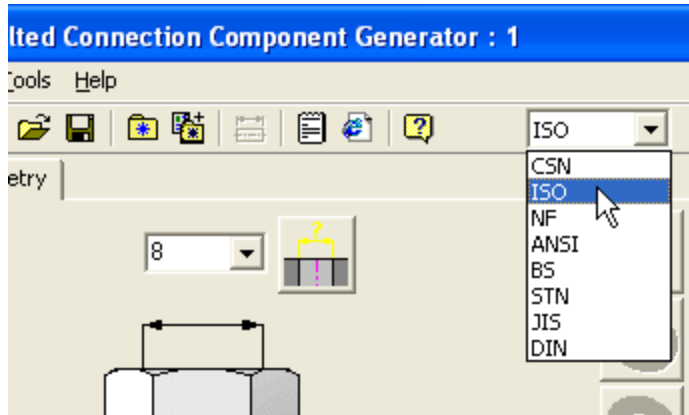 lted Connection Component Generator : 1
Tools Help
ISO
etry
8
?
CSN
ISO
NF
ANSI
BS
STN
JIS
DIN